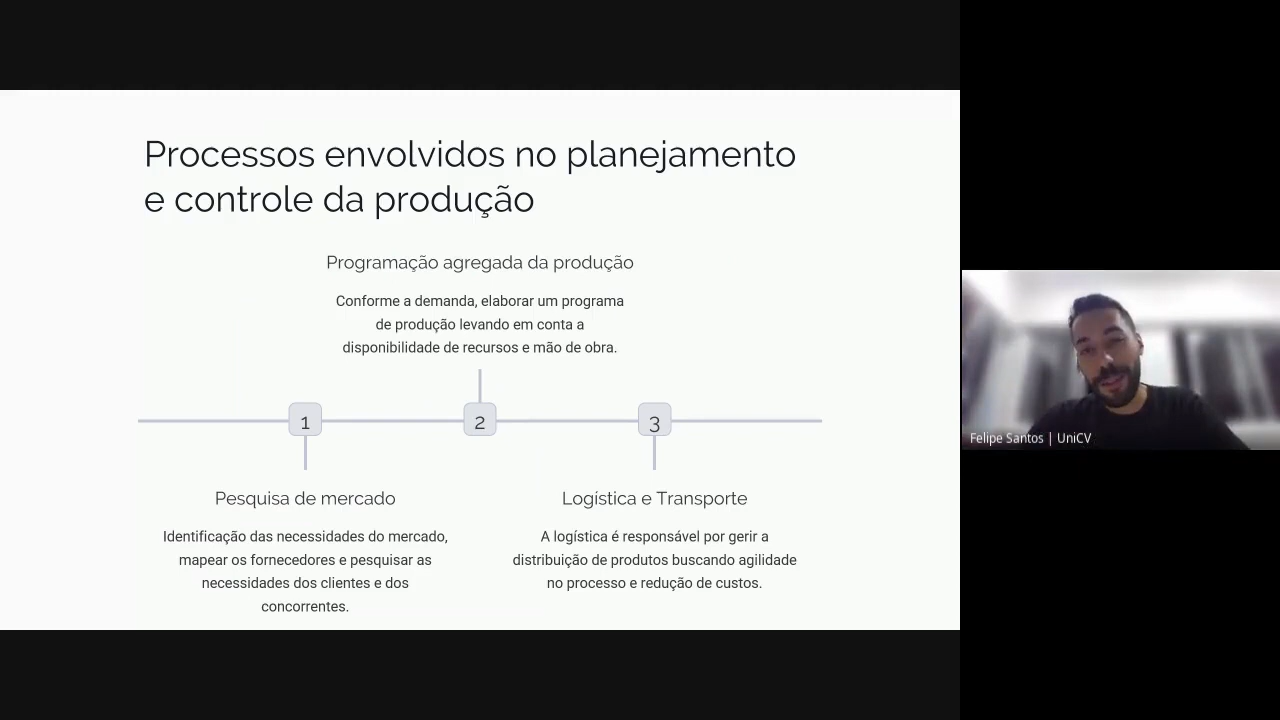 Processos envolvidos no planejamento
e controle da produção
Programação agregada da produção
Conforme a demanda, elaborar um programa
de produção levando em conta a
disponibilidade de recursos e mão de obra.
1
2
3
Pesquisa de mercado
Identificação das necessidades do mercado,
mapear os fornecedores e pesquisar as
necessidades dos clientes e dos
concorrentes.
Logística e Transporte
A logística é responsável por gerir a
distribuição de produtos buscando agilidade
no processo e redução de custos.
Felipe Santos | UniCV